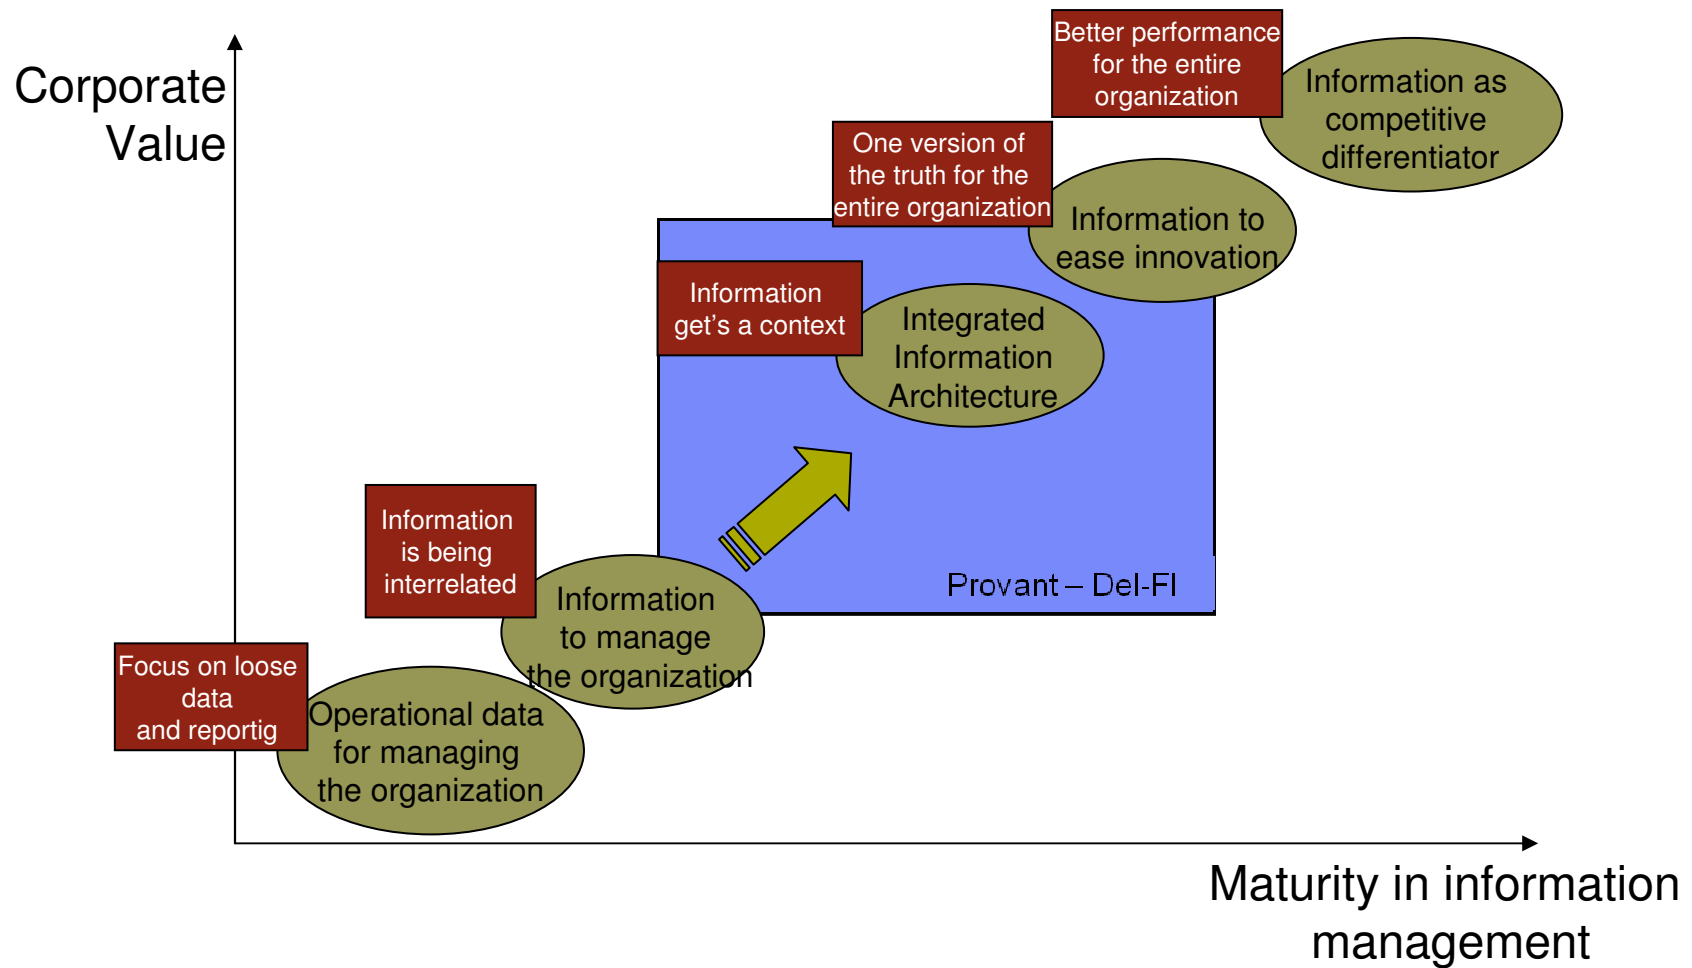 Corporate
Value
Better performance
for the entire
organization
Information as
competitive
differentiator
One version of
the truth for the
entire organization
Information to
ease innovation
Information
get’s a context
Integrated
Information
Architecture
Information
is being
interrelated
Information
to manage
the organization
Provant – Del-FI
Focus on loose
data
and reportig
Operational data
for managing
the organization
Maturity in information
management